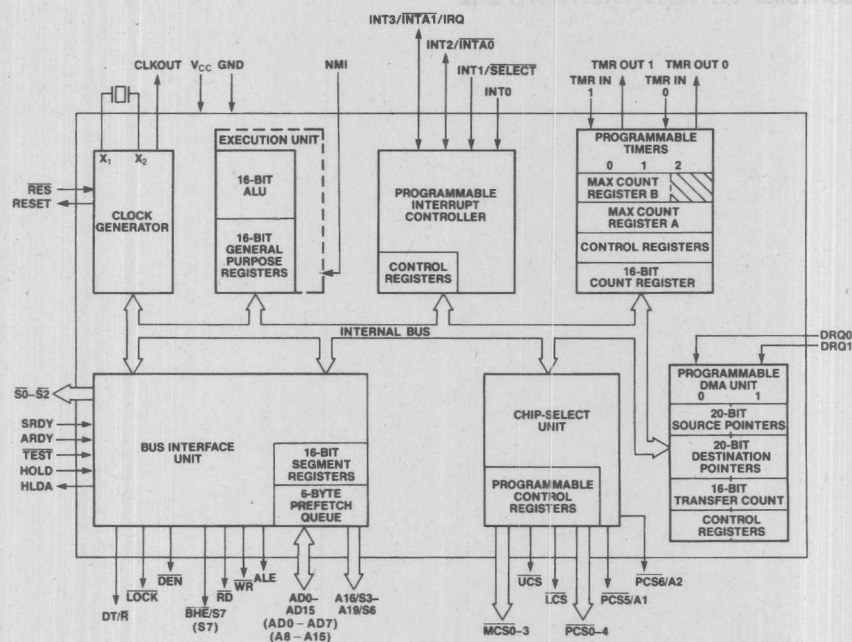 INT3/INTA1/IRQ
INT2/INTA0
INT1/SELECT
INT0
TMR OUT 1 TMR OUT 0
TMR IN TMR IN
1 0
CLKOUT VCC GND NMI
X1 X2
RES
RESET
CLOCK
GENERATOR
EXECUTION UNIT
16-BIT
ALU
16-BIT
GENERAL
PURPOSE
REGISTERS
PROGRAMMABLE
INTERRUPT
CONTROLLER
CONTROL
REGISTERS
PROGRAMMABLE
TIMERS
0 1 2
MAX COUNT
REGISTER B
MAX COUNT
REGISTER A
CONTROL REGISTERS
16-BIT
COUNT REGISTER
INTERNAL BUS
DRQ0
DRQ1
PROGRAMMABLE
DMA UNIT
0 1
20-BIT
SOURCE POINTERS
20-BIT
DESTINATION
POINTERS
16-BIT
TRANSFER COUNT
CONTROL
REGISTERS
S0–S2
SRDY
ARDY
TEST
HOLD
HLDA
BUS INTERFACE
UNIT
16-BIT
SEGMENT
REGISTERS
6-BYTE
PREFETCH
QUEUE
CHIP-SELECT
UNIT
PROGRAMMABLE
CONTROL
REGISTERS
DT/R
LOCK
DEN
BHE/S7
(S7)
RD
WR
ALE
AD0–
AD15
(AD0 – AD7)
(A8 – A15)
A16/S3–
A19/S6
MCS0-3
UCS
LCS
PCS0-4
PCS5/A1
PCS6/A2